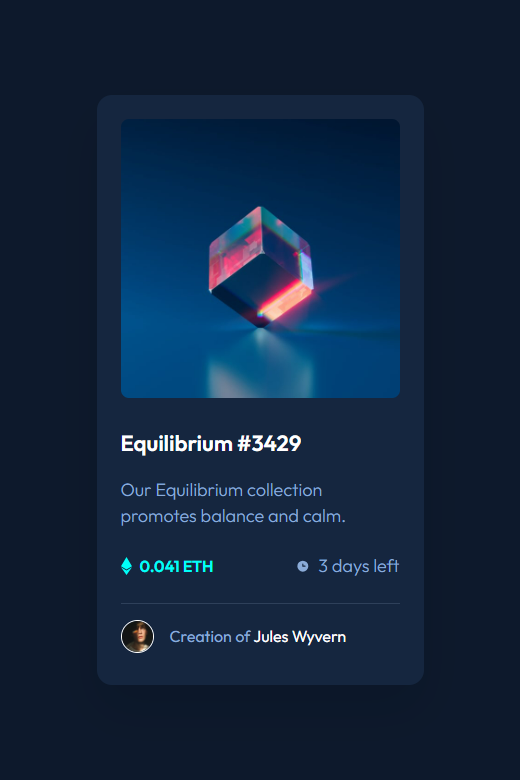 Equilibrium #3429
Our Equilibrium collection
promotes balance and calm.
0.041 ETH
3 days left
Creation of Jules Wyvern